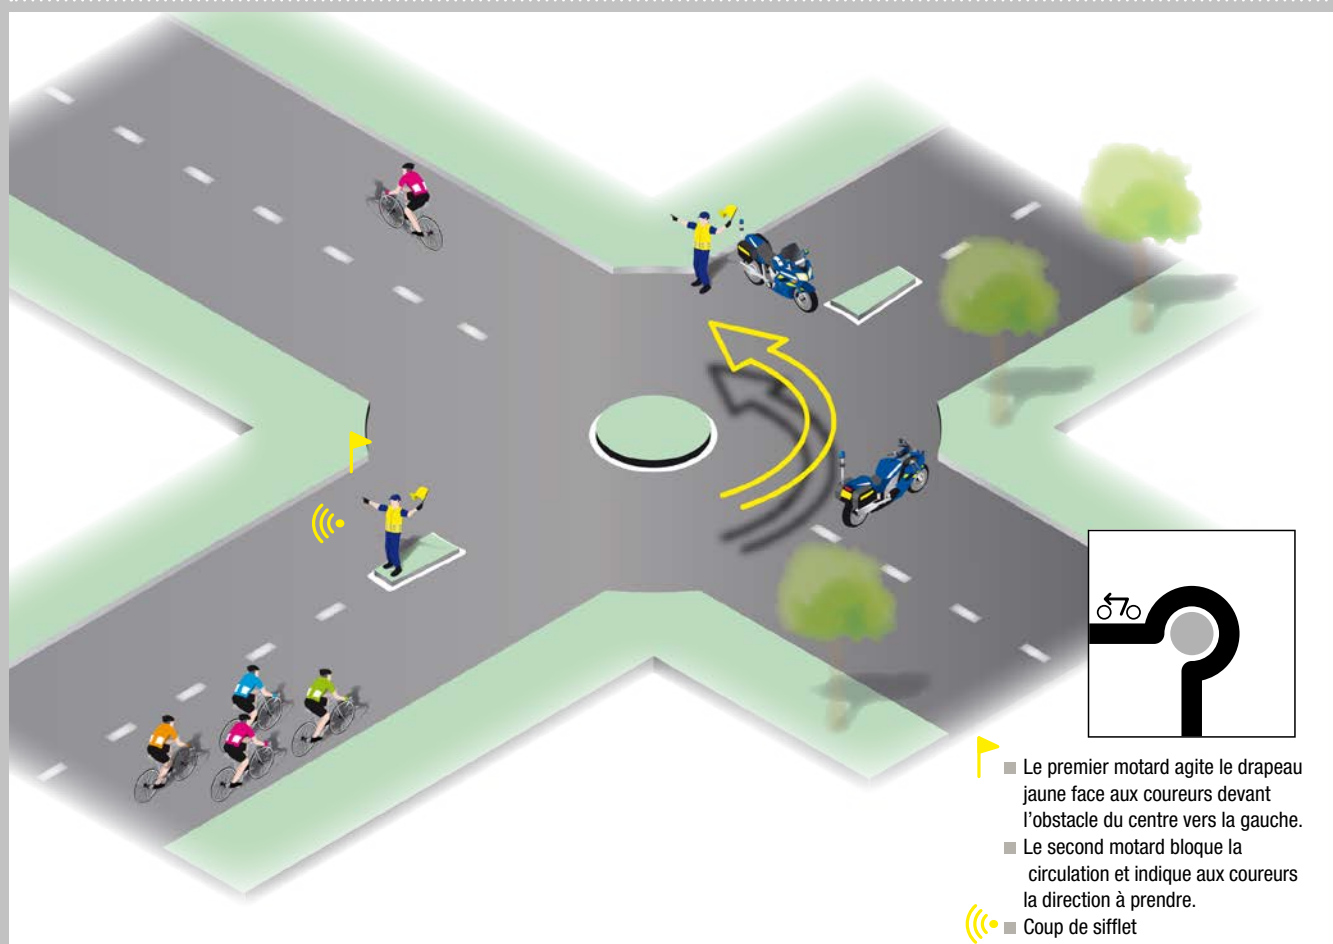 Le premier motard agite le drapeau
jaune face aux coureurs devant
l'obstacle du centre vers la gauche.
Le second motard bloque la
circulation et indique aux coureurs
la direction à prendre.
Coup de sifflet